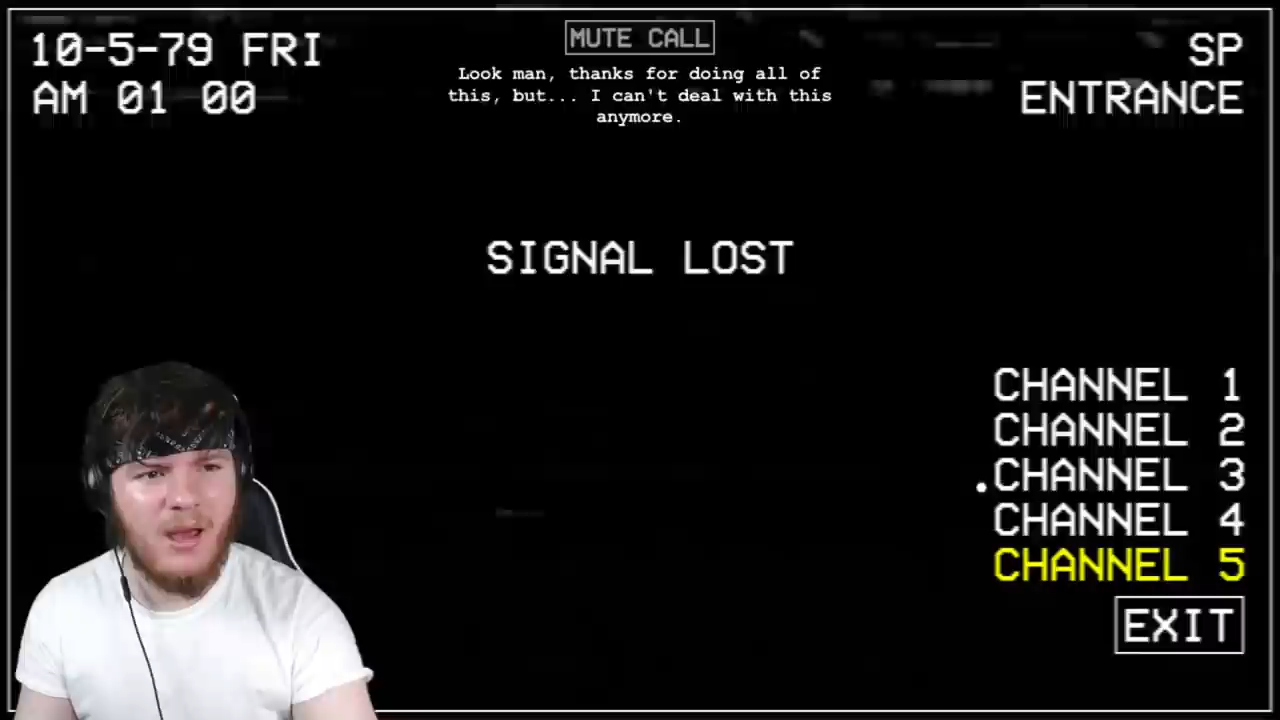 10-5-79 FRI
AM 01 00
MUTE CALL
Look man, thanks for doing all of
this, but... I can't deal with this
anymore.
SP
ENTRANCE
SIGNAL LOST
CHANNEL 1
CHANNEL 2
.CHANNEL 3
CHANNEL 4
CHANNEL 5
EXIT